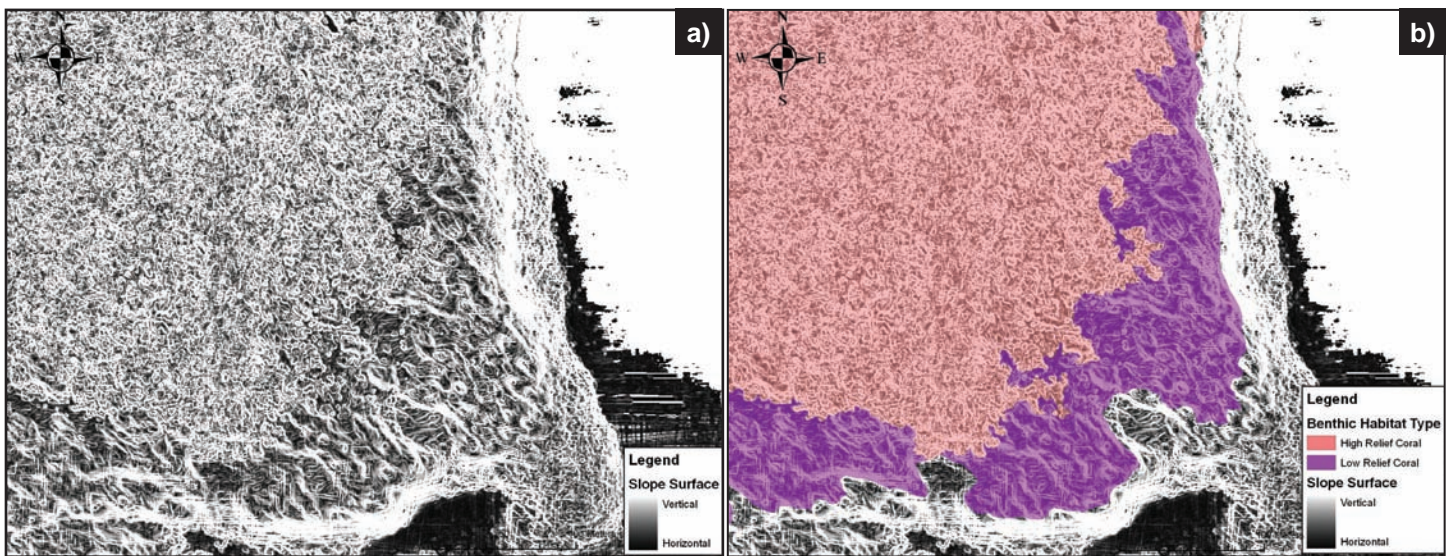 a)
N
W E
S
Legend
Slope Surface
Vertical
Horizontal
b)
N
W E
S
Legend
Benthic Habitat Type
High Relief Coral
Low Relief Coral
Slope Surface
Vertical
Horizontal